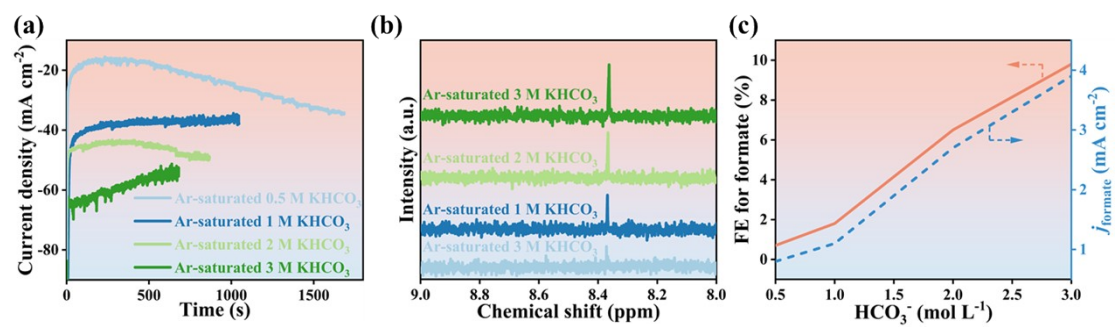 (a)
Current density (mA cm⁻²)
-20
-40
-60
-80
Ar-saturated 0.5 M KHCO₃
Ar-saturated 1 M KHCO₃
Ar-saturated 2 M KHCO₃
Ar-saturated 3 M KHCO₃
0
500
1000
1500
Time (s)
(b)
Intensity (a.u.)
Ar-saturated 3 M KHCO₃
Ar-saturated 2 M KHCO₃
Ar-saturated 1 M KHCO₃
Ar-saturated 3 M KHCO₃
9.0
8.8
8.6
8.4
8.2
8.0
Chemical shift (ppm)
(c)
FE for formate (%)
10
8
6
4
2
0
0.5
1.0
1.5
2.0
2.5
3.0
HCO₃⁻ (mol L⁻¹)
4
3
2
1
jformate (mA cm⁻²)